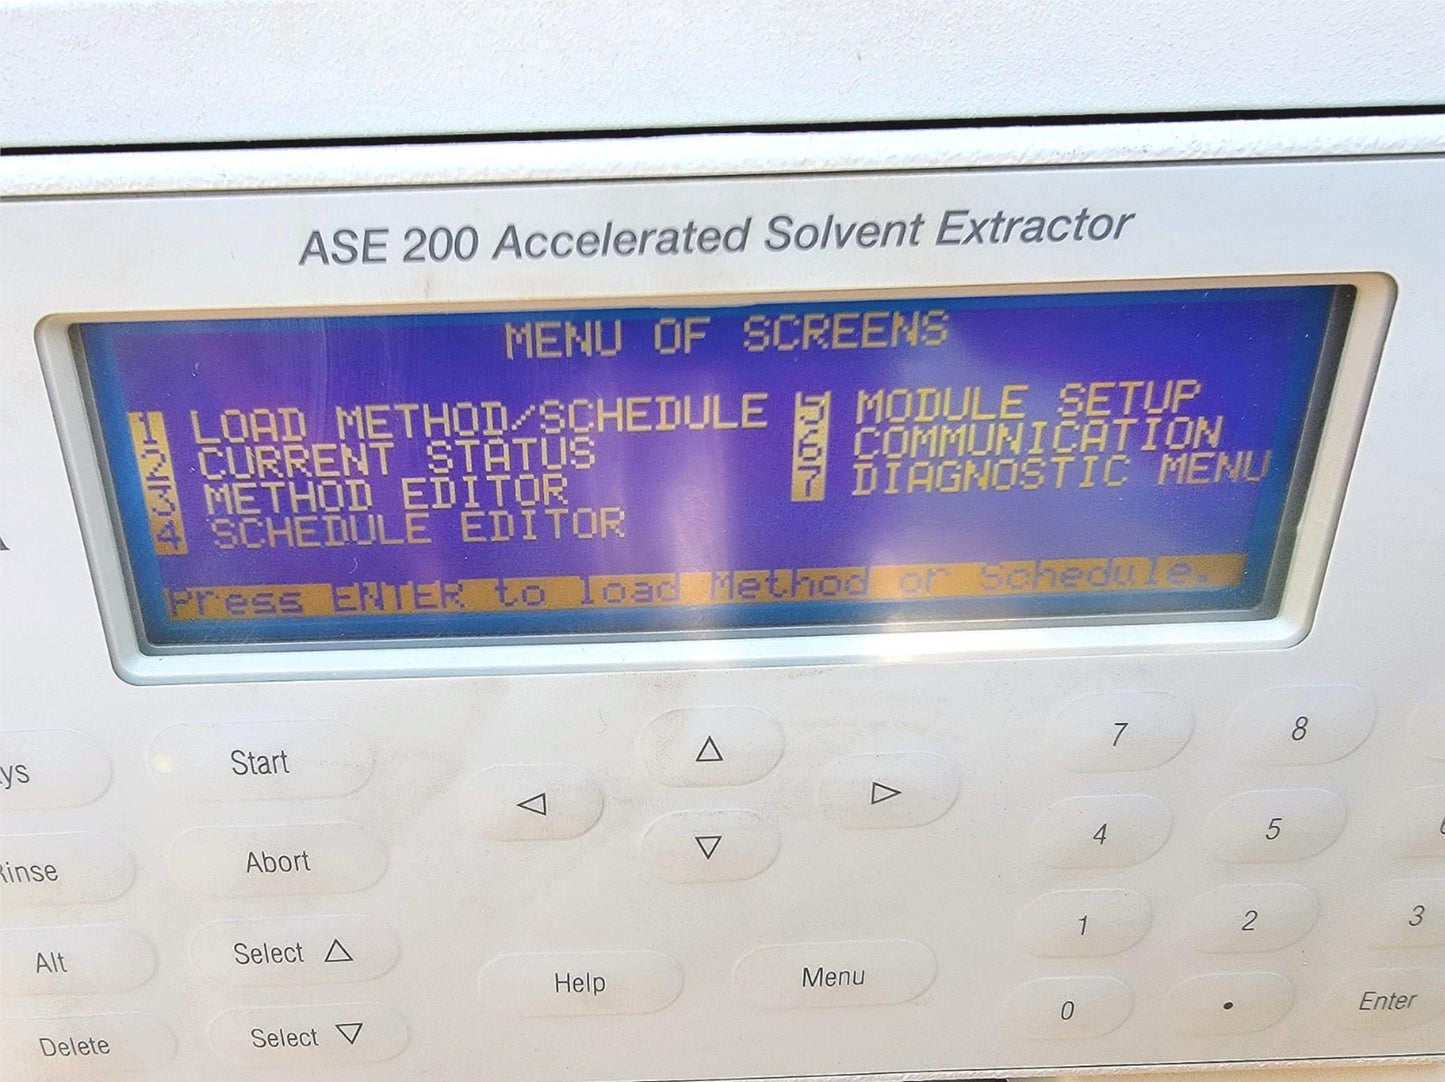 ASE 200 Accelerated Solvent Extractor
MENU OF SCREENS
1 LOAD METHOD/SCHEDULE
2 CURRENT STATUS
3 METHOD EDITOR
4 SCHEDULE EDITOR
5 MODULE SETUP
6 COMMUNICATION
7 DIAGNOSTIC MENU
Press ENTER to load Method or Schedule.
Start
Abort
Alt
Select △
Delete
Select ▽
Help
Menu
7 8
4 5
1 2 3
0 . Enter